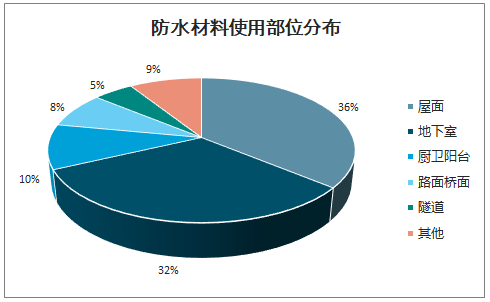 防水材料使用部位分布
9%
5%
36%
8%
10%
32%
屋面
地下室
厨卫阳台
路面桥面
隧道
其他